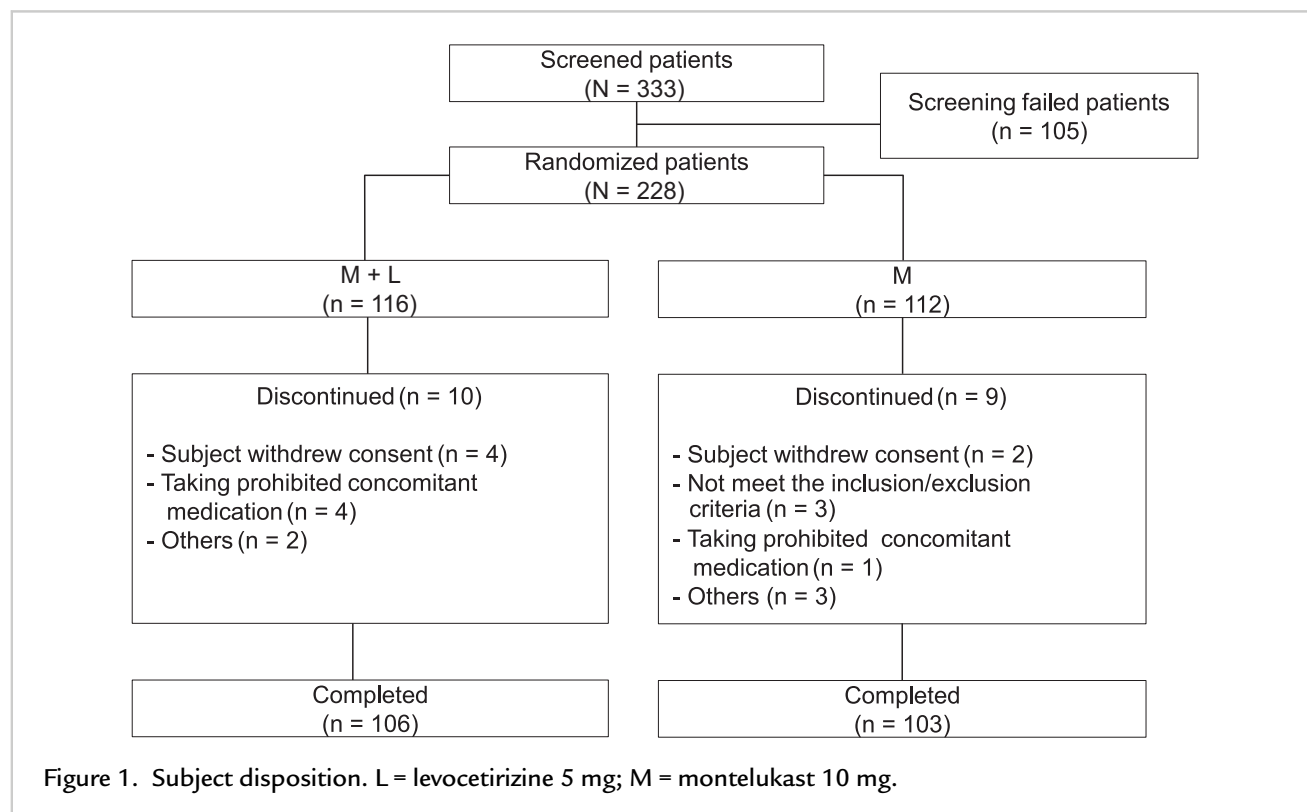 Screened patients
(N = 333)
Screening failed patients
(n = 105)
Randomized patients
(N = 228)
M + L
(n = 116)
M
(n = 112)
Discontinued (n = 10)
- Subject withdrew consent (n = 4)
- Taking prohibited concomitant
medication (n = 4)
- Others (n = 2)
Discontinued (n = 9)
- Subject withdrew consent (n = 2)
- Not meet the inclusion/exclusion
criteria (n = 3)
- Taking prohibited concomitant
medication (n = 1)
- Others (n = 3)
Completed
(n = 106)
Completed
(n = 103)
Figure 1. Subject disposition. L = levocetirizine 5 mg; M = montelukast 10 mg.